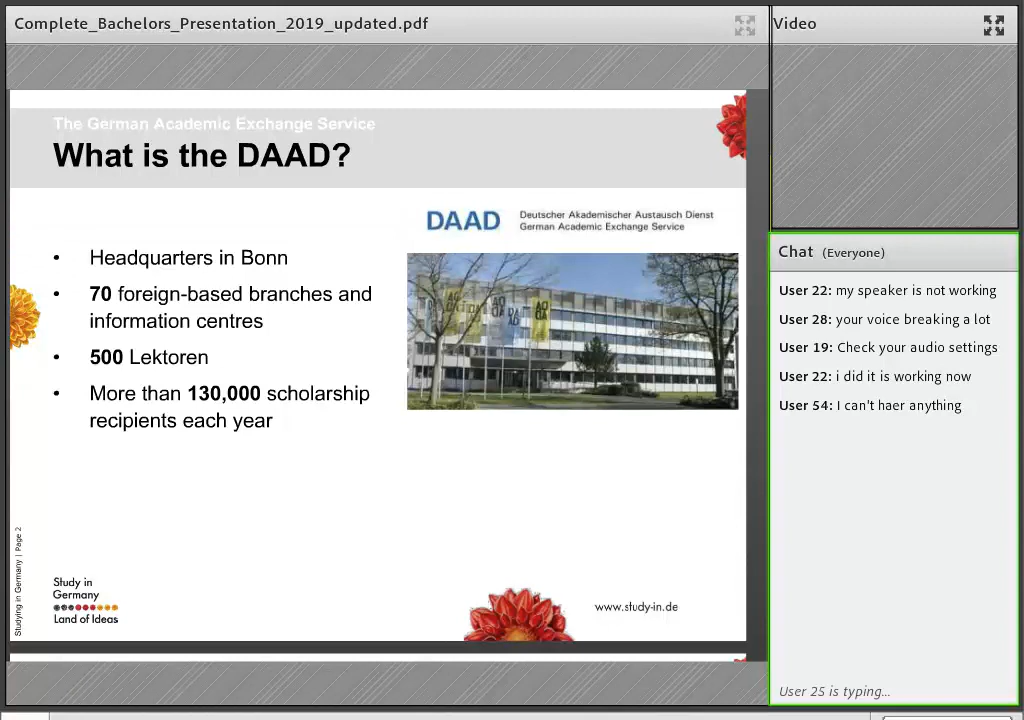 Complete_Bachelors_Presentation_2019_updated.pdf
Video
The German Academic Exchange Service
What is the DAAD?
DAAD
Deutscher Akademischer Austausch Dienst
German Academic Exchange Service
• Headquarters in Bonn
• 70 foreign-based branches and
information centres
• 500 Lektoren
• More than 130,000 scholarship
recipients each year
Studying in Germany | Page 2
Study in
Germany
Land of Ideas
www.study-in.de
Chat (Everyone)
User 22: my speaker is not working
User 28: your voice breaking a lot
User 19: Check your audio settings
User 22: i did it is working now
User 54: I can't haer anything
User 25 is typing...